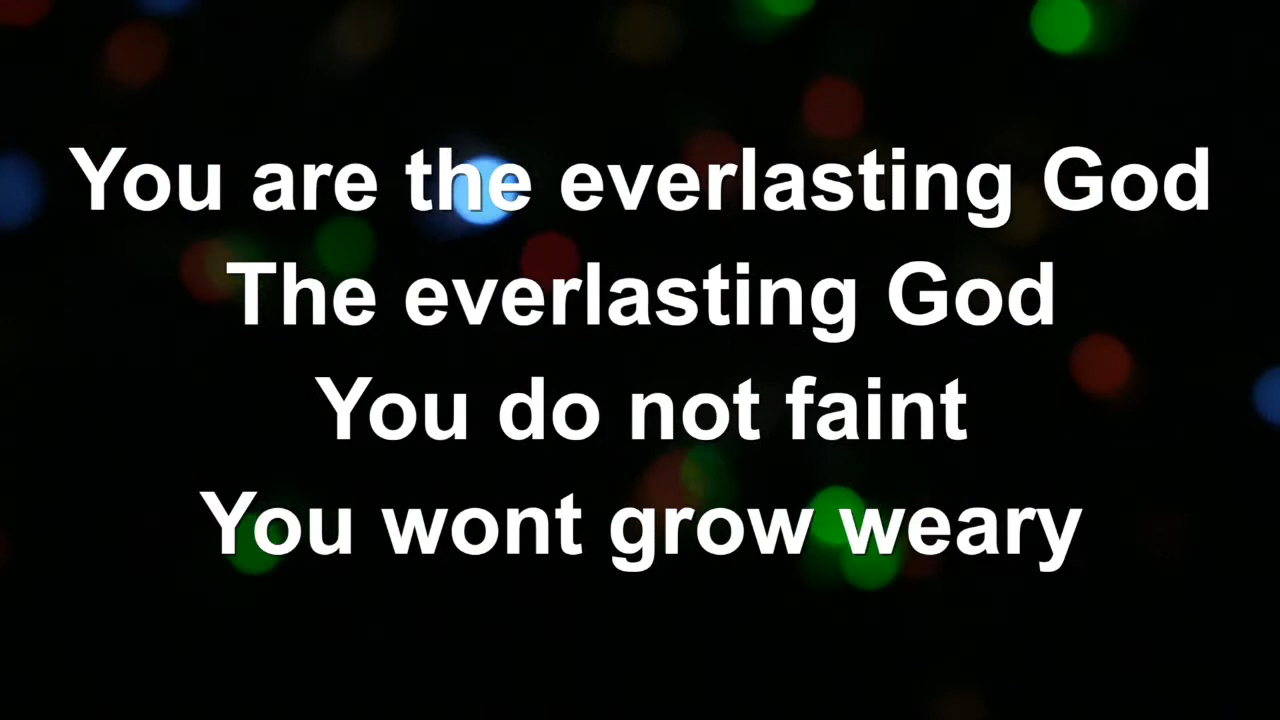 You are the everlasting God
The everlasting God
You do not faint
You wont grow weary